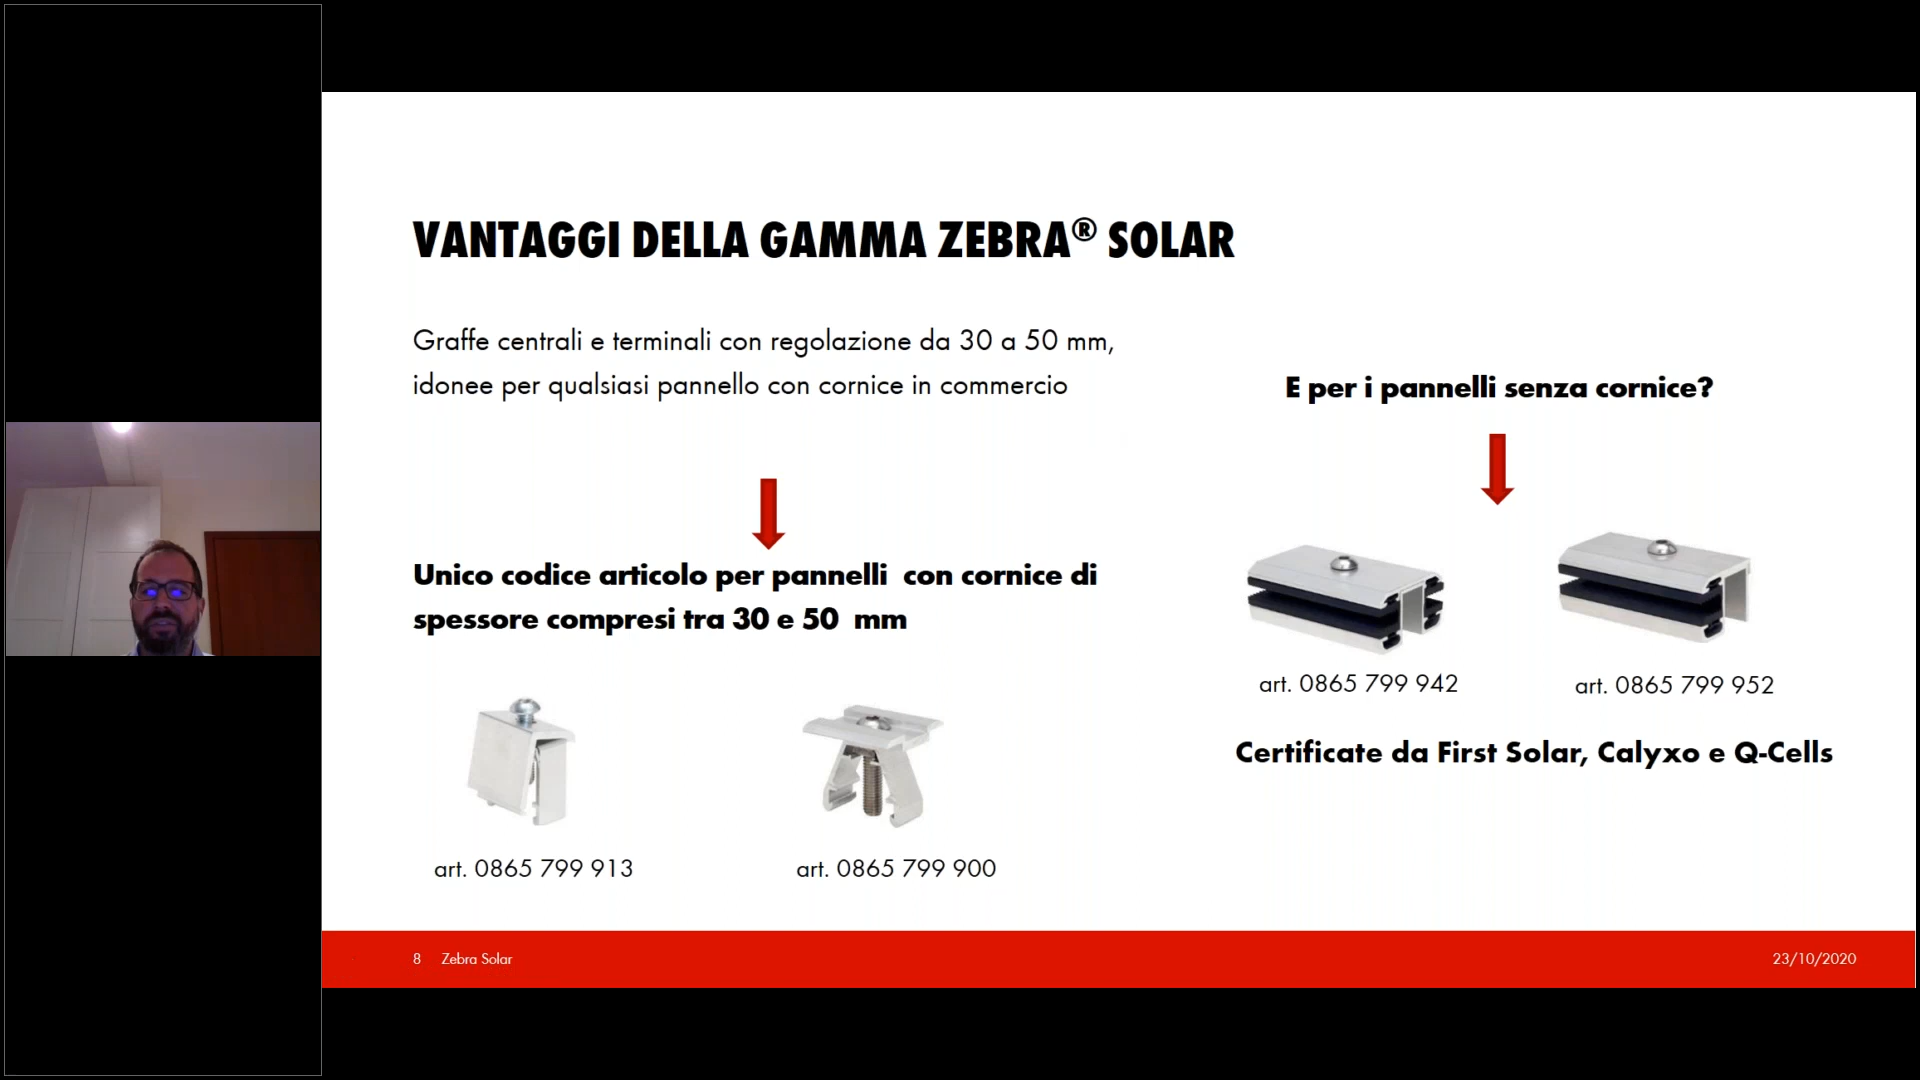 VANTAGGI DELLA GAMMA ZEBRA® SOLAR
Graffe centrali e terminali con regolazione da 30 a 50 mm,
idonee per qualsiasi pannello con cornice in commercio
Unico codice articolo per pannelli  con cornice di
spessore compresi tra 30 e 50  mm
art. 0865 799 913
art. 0865 799 900
E per i pannelli senza cornice?
art. 0865 799 942
art. 0865 799 952
Certificate da First Solar, Calyxo e Q-Cells
8 Zebra Solar
23/10/2020